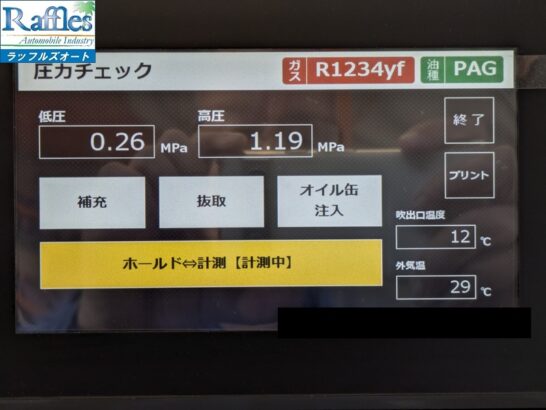 Raffles
Automobile Industry
ラッフルズオート
圧力チェック
ガス R1234yf
油種 PAG
低圧
0.26 MPa
高圧
1.19 MPa
終了
プリント
補充
抜取
オイル缶
注入
吹出口温度
12 ℃
ホールド⇔計測【計測中】
外気温
29 ℃